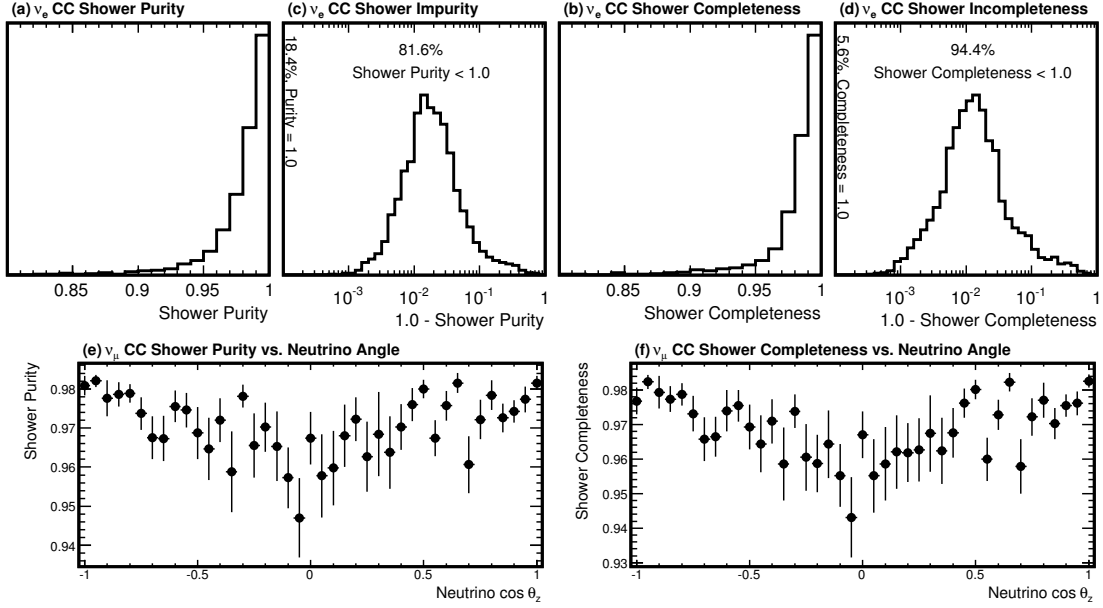 (a) νe CC Shower Purity
0.85 0.9 0.95 1
Shower Purity
(c) νe CC Shower Impurity
18.4%, Purity = 1.0
81.6%
Shower Purity < 1.0
10^-3 10^-2 10^-1 1
1.0 - Shower Purity
(b) νe CC Shower Completeness
0.85 0.9 0.95 1
Shower Completeness
(d) νe CC Shower Incompleteness
5.6%, Completeness = 1.0
94.4%
Shower Completeness < 1.0
10^-3 10^-2 10^-1 1
1.0 - Shower Completeness
(e) νμ CC Shower Purity vs. Neutrino Angle
Shower Purity
0.98
0.97
0.96
0.95
0.94
-1 -0.5 0 0.5 1
Neutrino cos θz
(f) νμ CC Shower Completeness vs. Neutrino Angle
Shower Completeness
0.98
0.97
0.96
0.95
0.94
0.93
-1 -0.5 0 0.5 1
Neutrino cos θz